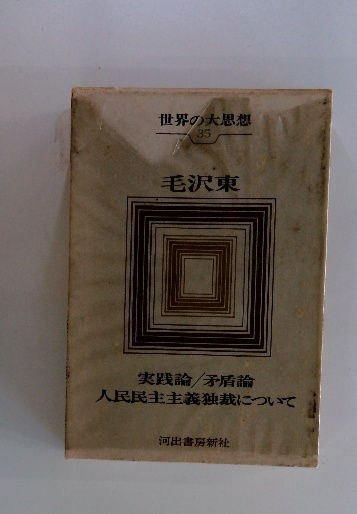 世界の大思想
35
毛沢東
実践論/矛盾論
人民民主主義独裁について
河出書房新社